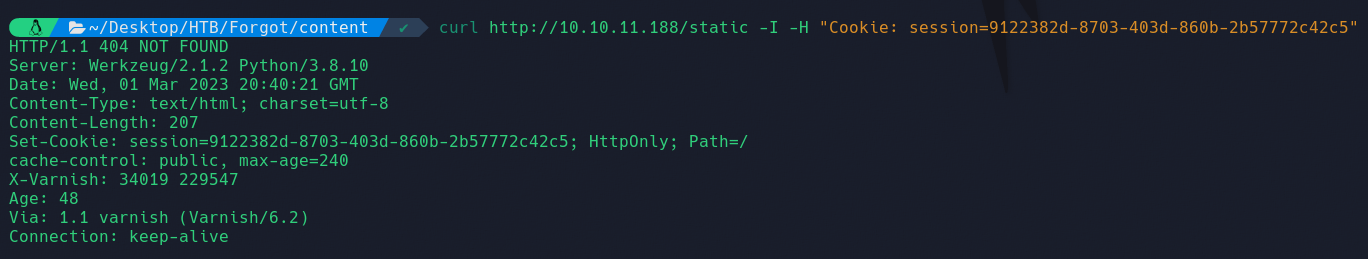 ~/Desktop/HTB/Forgot/content ✔ curl http://10.10.11.188/static -I -H "Cookie: session=9122382d-8703-403d-860b-2b57772c42c5"
HTTP/1.1 404 NOT FOUND
Server: Werkzeug/2.1.2 Python/3.8.10
Date: Wed, 01 Mar 2023 20:40:21 GMT
Content-Type: text/html; charset=utf-8
Content-Length: 207
Set-Cookie: session=9122382d-8703-403d-860b-2b57772c42c5; HttpOnly; Path=/
cache-control: public, max-age=240
X-Varnish: 34019 229547
Age: 48
Via: 1.1 varnish (Varnish/6.2)
Connection: keep-alive